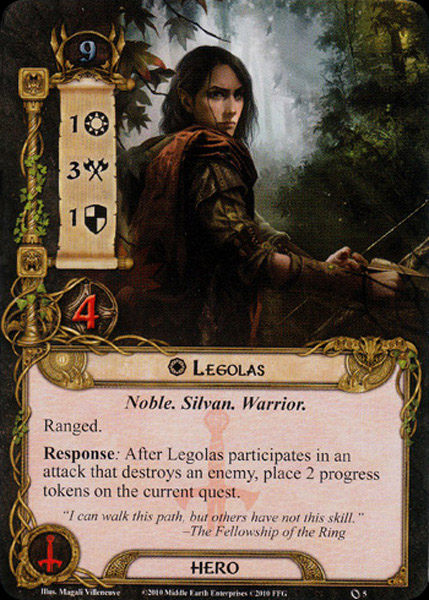 9
1
3
1
4
Legolas
Noble. Silvan. Warrior.
Ranged.
Response: After Legolas participates in an
attack that destroys an enemy, place 2 progress
tokens on the current quest.
"I can walk this path, but others have not this skill."
–The Fellowship of the Ring
HERO
Illus. Magali Villeneuve ©2010 Middle Earth Enterprises ©2010 FFG 5